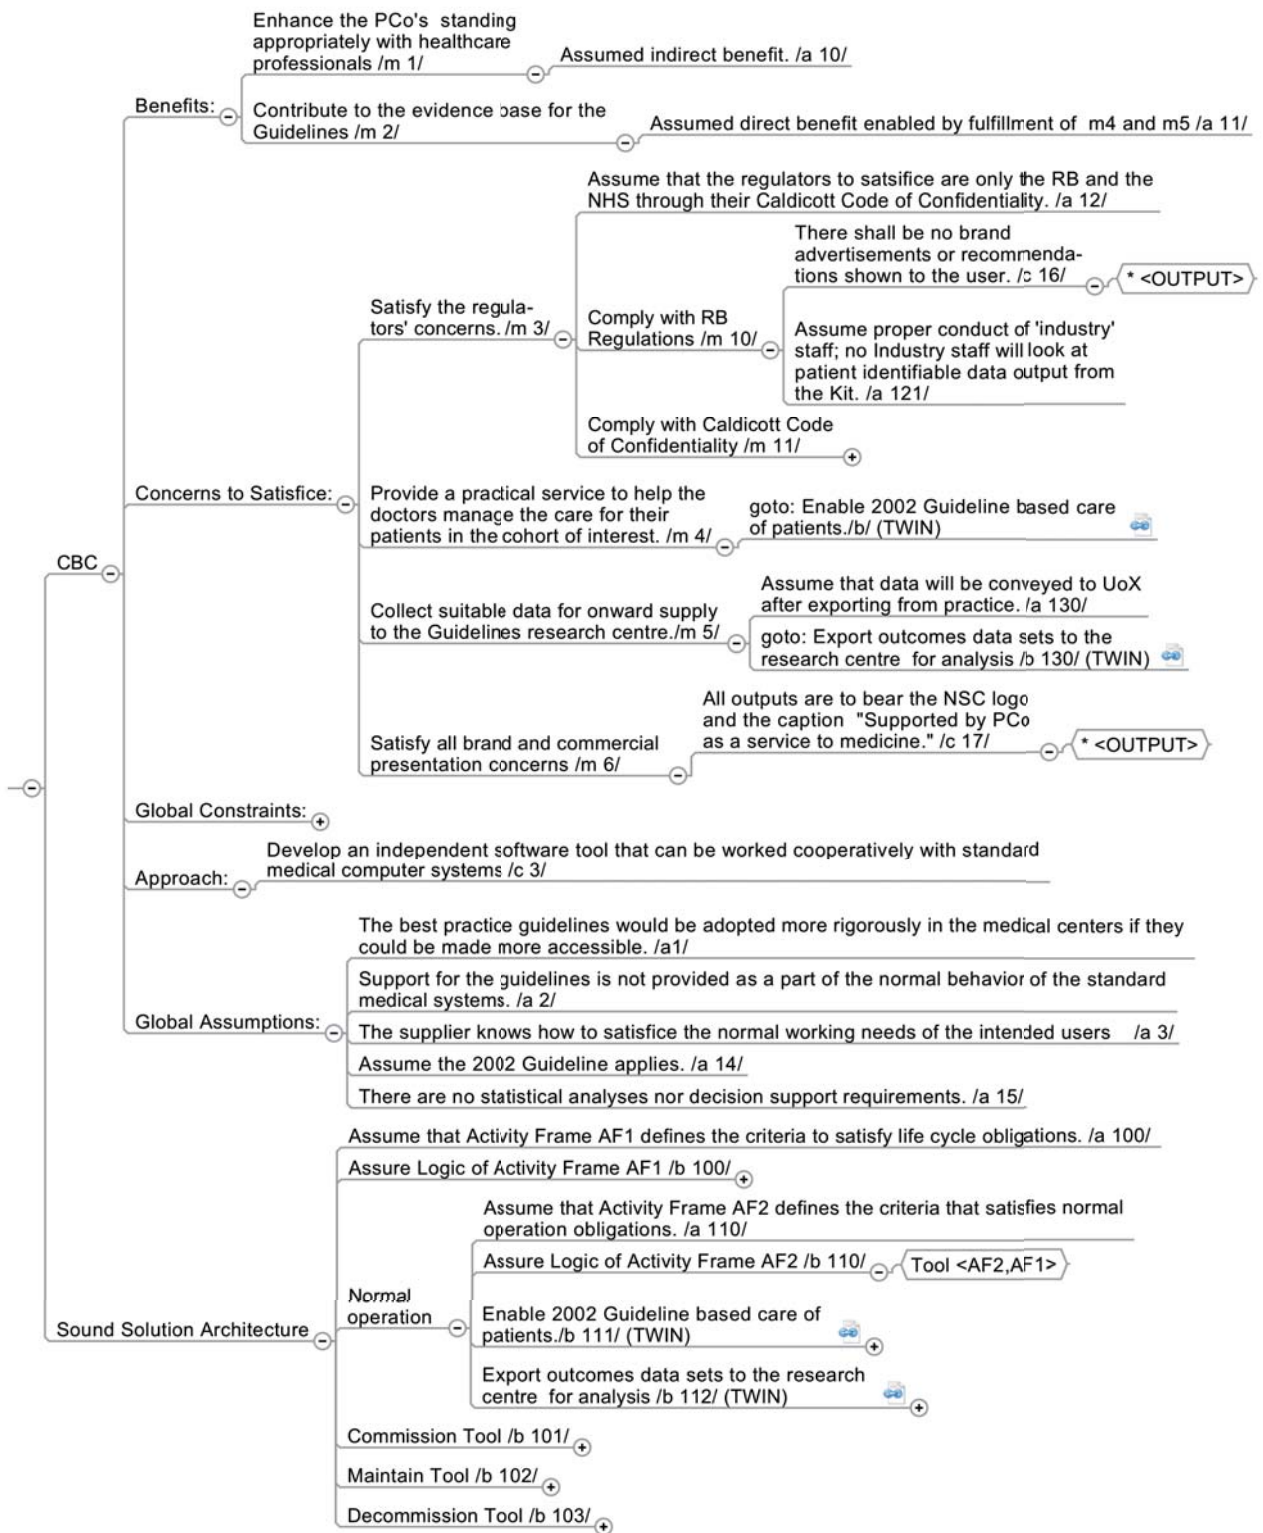 Enhance the PCo's standing
appropriately with healthcare
professionals /m 1/
Assumed indirect benefit. /a 10/
Benefits:
Contribute to the evidence base for the
Guidelines /m 2/
Assumed direct benefit enabled by fulfillment of m4 and m5 /a 11/
Assume that the regulators to satsifice are only the RB and the
NHS through their Caldicott Code of Confidentiality. /a 12/
There shall be no brand
advertisements or recommenda-
tions shown to the user. /c 16/
* <OUTPUT>
Satisfy the regula-
tors' concerns. /m 3/
Comply with RB
Regulations /m 10/
Assume proper conduct of 'industry'
staff; no Industry staff will look at
patient identifiable data output from
the Kit. /a 121/
Comply with Caldicott Code
of Confidentiality /m 11/
Concerns to Satisfice:
Provide a practical service to help the
doctors manage the care for their
patients in the cohort of interest. /m 4/
goto: Enable 2002 Guideline based care
of patients./b/ (TWIN)
CBC
Collect suitable data for onward supply
to the Guidelines research centre./m 5/
Assume that data will be conveyed to UoX
after exporting from practice. /a 130/
goto: Export outcomes data sets to the
research centre for analysis /b 130/ (TWIN)
All outputs are to bear the NSC logo
and the caption "Supported by PCo
as a service to medicine." /c 17/
* <OUTPUT>
Satisfy all brand and commercial
presentation concerns /m 6/
Global Constraints:
Develop an independent software tool that can be worked cooperatively with standard
medical computer systems /c 3/
Approach:
The best practice guidelines would be adopted more rigorously in the medical centers if they
could be made more accessible. /a1/
Support for the guidelines is not provided as a part of the normal behavior of the standard
medical systems. /a 2/
Global Assumptions:
The supplier knows how to satisfice the normal working needs of the intended users /a 3/
Assume the 2002 Guideline applies. /a 14/
There are no statistical analyses nor decision support requirements. /a 15/
Assume that Activity Frame AF1 defines the criteria to satisfy life cycle obligations. /a 100/
Assure Logic of Activity Frame AF1 /b 100/
Assume that Activity Frame AF2 defines the criteria that satisfies normal
operation obligations. /a 110/
Assure Logic of Activity Frame AF2 /b 110/
Tool <AF2,AF1>
Normal
operation
Enable 2002 Guideline based care of
patients./b 111/ (TWIN)
Sound Solution Architecture
Export outcomes data sets to the research
centre for analysis /b 112/ (TWIN)
Commission Tool /b 101/
Maintain Tool /b 102/
Decommission Tool /b 103/